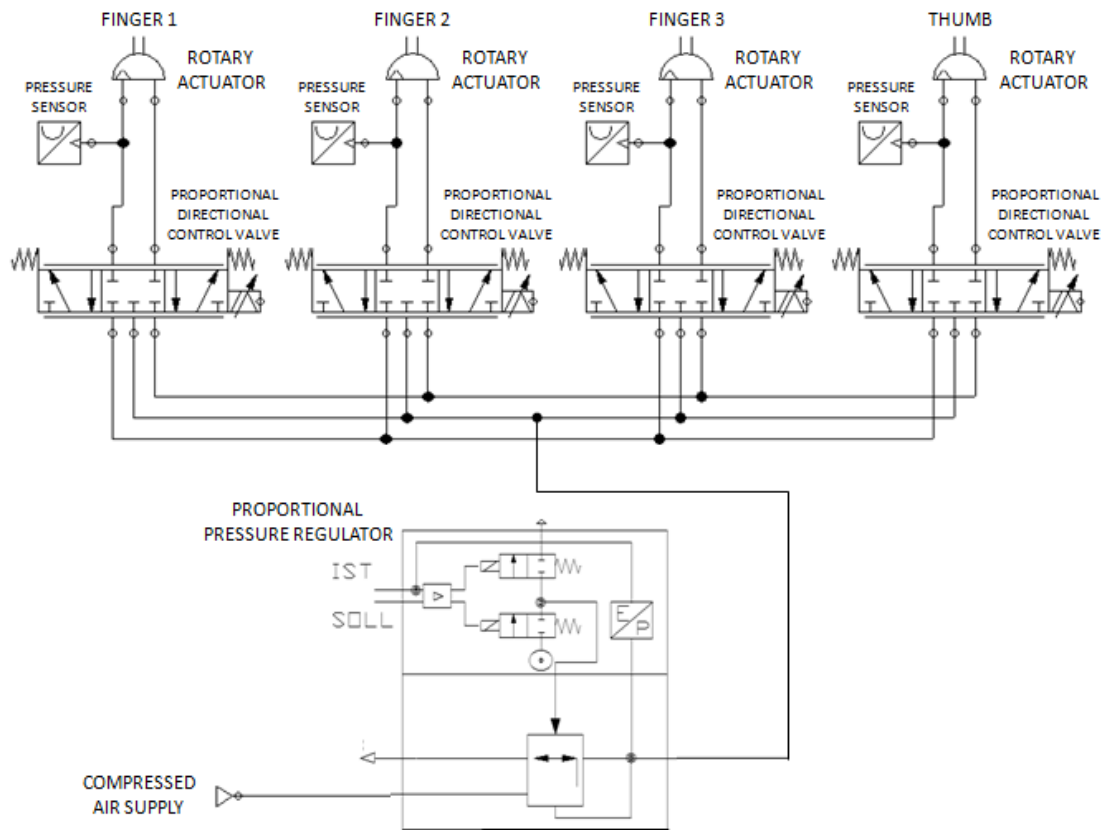 FINGER 1
FINGER 2
FINGER 3
THUMB
ROTARY
ACTUATOR
ROTARY
ACTUATOR
ROTARY
ACTUATOR
ROTARY
ACTUATOR
PRESSURE
SENSOR
PRESSURE
SENSOR
PRESSURE
SENSOR
PRESSURE
SENSOR
PROPORTIONAL
DIRECTIONAL
CONTROL VALVE
PROPORTIONAL
DIRECTIONAL
CONTROL VALVE
PROPORTIONAL
DIRECTIONAL
CONTROL VALVE
PROPORTIONAL
DIRECTIONAL
CONTROL VALVE
PROPORTIONAL
PRESSURE REGULATOR
IST
SOLL
E
P
COMPRESSED
AIR SUPPLY